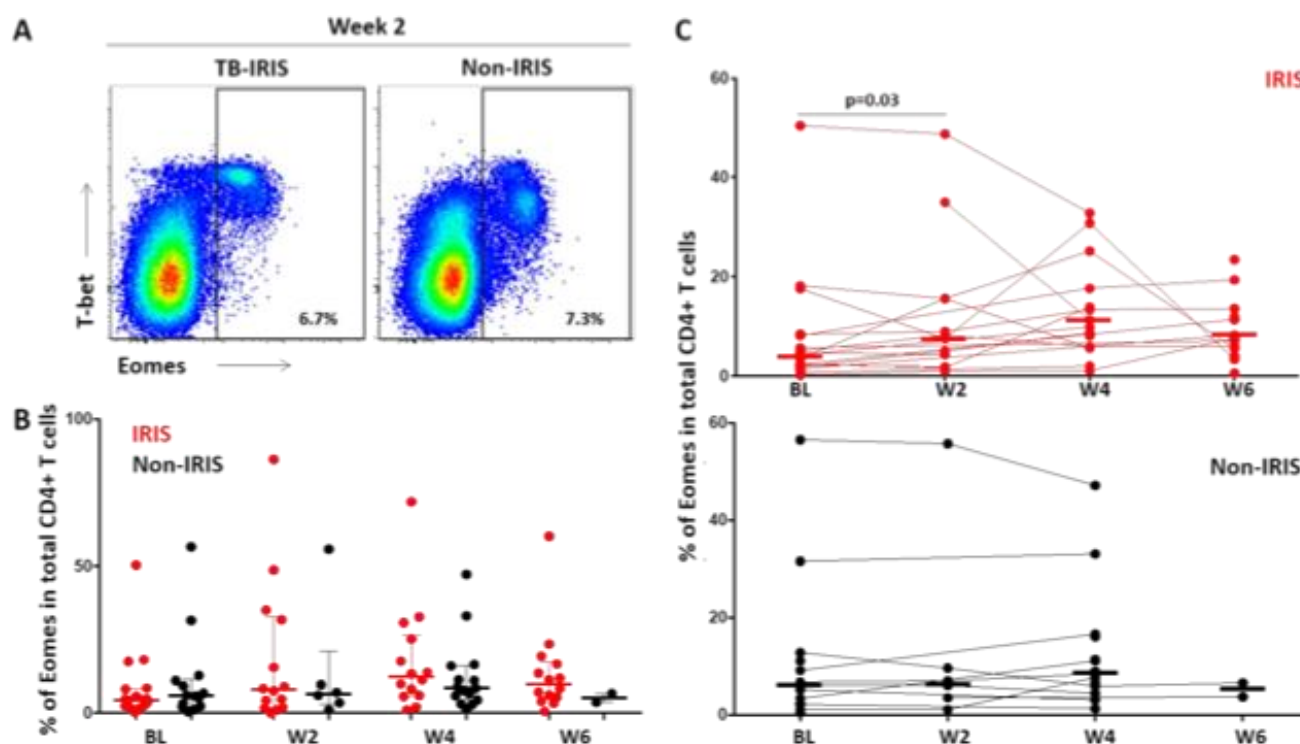 A
Week 2
TB-IRIS
Non-IRIS
T-bet
6.7%
7.3%
Eomes
B
% of Eomes in total CD4+ T cells
100
50
0
IRIS
Non-IRIS
BL
W2
W4
W6
C
% of Eomes in total CD4+ T cells
60
40
20
0
IRIS
p=0.03
BL
W2
W4
W6
60
40
20
0
Non-IRIS
BL
W2
W4
W6